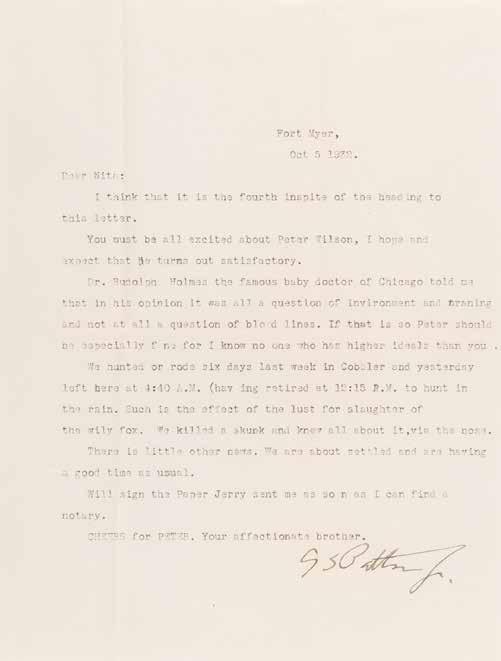 Fort Myer,
Oct 5 1932.
Dear Nita:
I think that it is the fourth inspite of the heading to
this letter.
You must be all excited about Peter Wilson, I hope and
expect that he turns out satisfactory.
Dr. Rudolph Holmes the famous baby doctor of Chicago told me
that in his opinion it was all a question of invironment and traning
and not at all a question of blood lines. If that is so Peter should
be especially f ne for I know no one who has higher ideals than you .
We hunted or rode six days last week in Cobbler and yesterday
left here at 4:40 A.M. (hav ing retired at 12:15 P.M. to hunt in
the rain. Such is the effect of the lust for slaughter of
the wily fox. We killed a skunk and knew all about it,via the nose.
There is little other news. We are about settled and are having
a good time as usual.
Will sign the Paper Jerry sent me as so n as I can find a
notary.
CHEERS for PETER. Your affectionate brother.
G S Patton Jr.